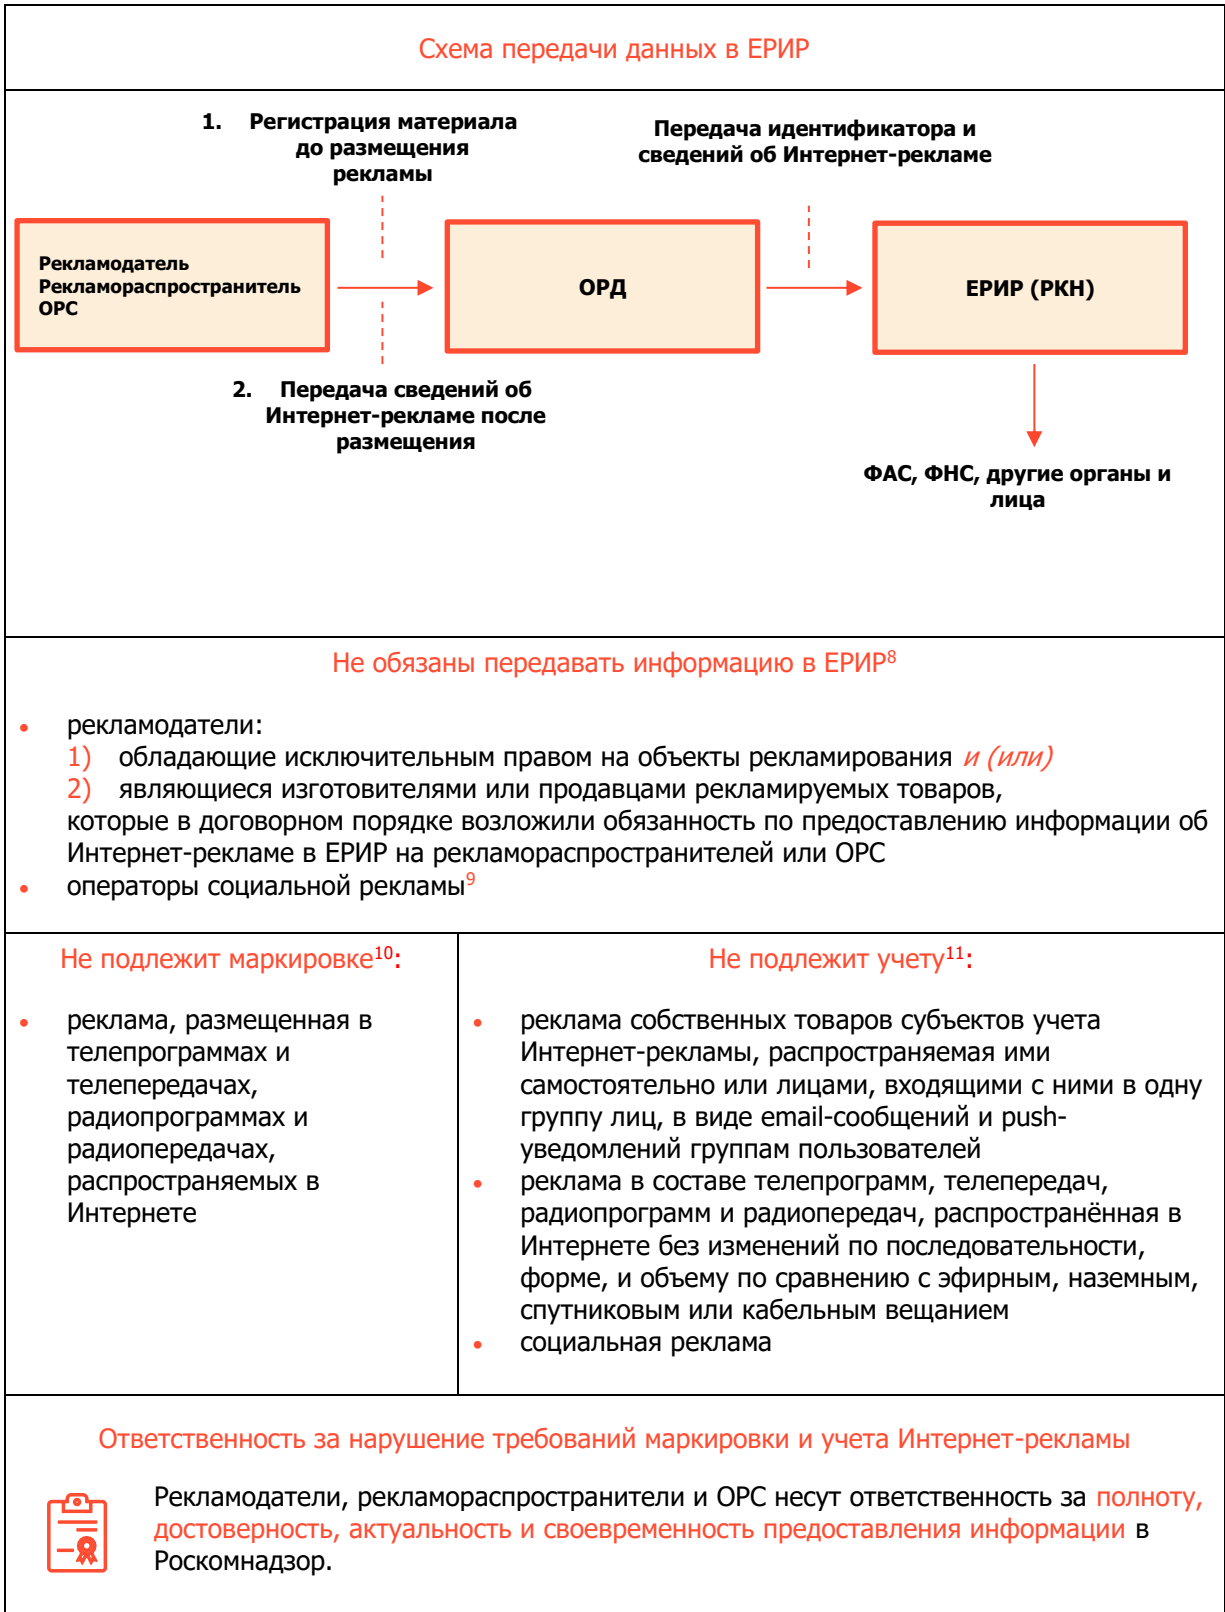 Схема передачи данных в ЕРИР
1. Регистрация материала
до размещения
рекламы
Передача идентификатора и
сведений об Интернет-рекламе
Рекламодатель
Рекламораспространитель
ОРС
ОРД
ЕРИР (РКН)
2. Передача сведений об
Интернет-рекламе после
размещения
ФАС, ФНС, другие органы и
лица
Не обязаны передавать информацию в ЕРИР8
• рекламодатели:
1) обладающие исключительным правом на объекты рекламирования и (или)
2) являющиеся изготовителями или продавцами рекламируемых товаров,
которые в договорном порядке возложили обязанность по предоставлению информации об
Интернет-рекламе в ЕРИР на рекламораспространителей или ОРС
• операторы социальной рекламы9
Не подлежит маркировке10:
• реклама, размещенная в
телепрограммах и
телепередачах,
радиопрограммах и
радиопередачах,
распространяемых в
Интернете
Не подлежит учету11:
• реклама собственных товаров субъектов учета
Интернет-рекламы, распространяемая ими
самостоятельно или лицами, входящими с ними в одну
группу лиц, в виде email-сообщений и push-
уведомлений группам пользователей
• реклама в составе телепрограмм, телепередач,
радиопрограмм и радиопередач, распространённая в
Интернете без изменений по последовательности,
форме, и объему по сравнению с эфирным, наземным,
спутниковым или кабельным вещанием
• социальная реклама
Ответственность за нарушение требований маркировки и учета Интернет-рекламы
Рекламодатели, рекламораспространители и ОРС несут ответственность за полноту,
достоверность, актуальность и своевременность предоставления информации в
Роскомнадзор.